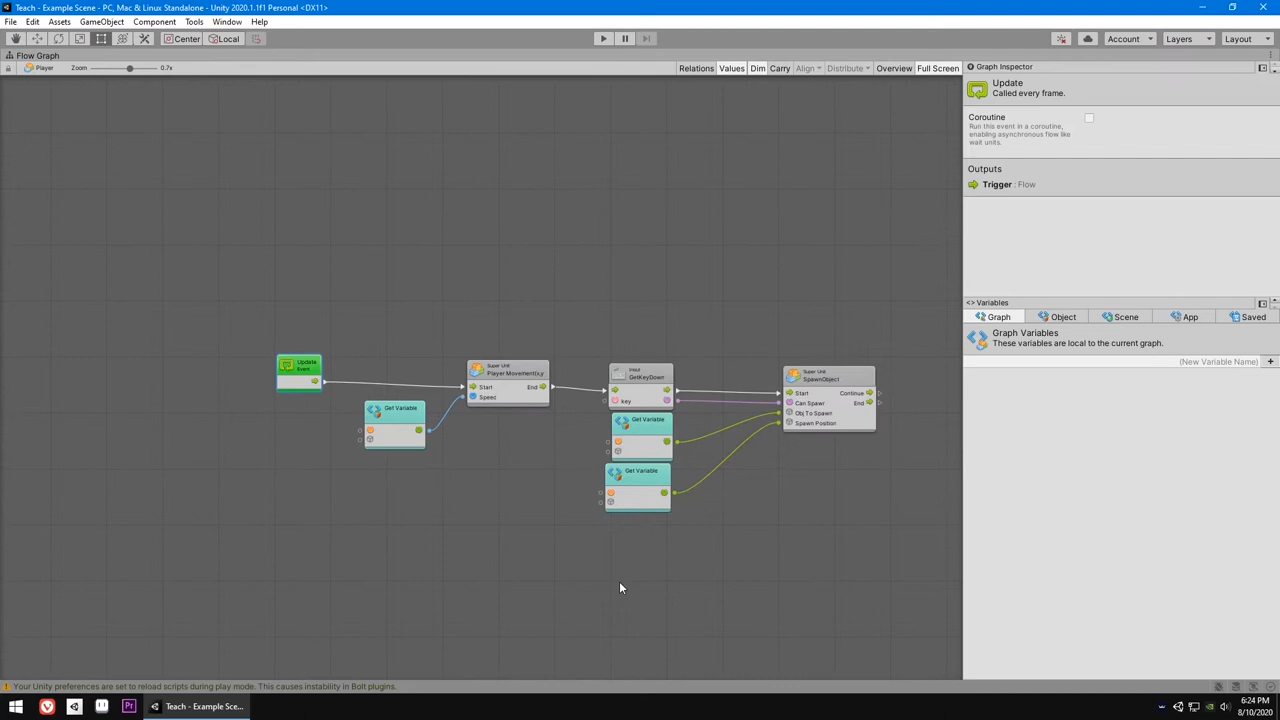 Teach - Example Scene - PC, Mac & Linux Standalone - Unity 2020.1.1f1 Personal <DX11>
File Edit Assets GameObject Component Tools Window Help
Center Local Account Layers Layout
Flow Graph
Player Zoom 0.7x Relations Values Dim Carry Align Distribute Overview Full Screen
Graph Inspector
Update
Called every frame.
Coroutine
Run this event in a coroutine,
enabling asynchronous flow like
wait units.
Outputs
Trigger : Flow
<> Variables
Graph Object Scene App Saved
Graph Variables
These variables are local to the current graph.
(New Variable Name)
Update
Event
Get Variable
Super Unit
Player Movement(x,y
Start End
Speed
Input
GetKeyDown
key
Get Variable
Get Variable
Super Unit
SpawnObject
Start Continue
Can Spawn End
Obj To Spawn
Spawn Position
Your Unity preferences are set to reload scripts during play mode. This causes instability in Bolt plugins.
Pr
Teach - Example Sce...
6:24 PM
8/10/2020